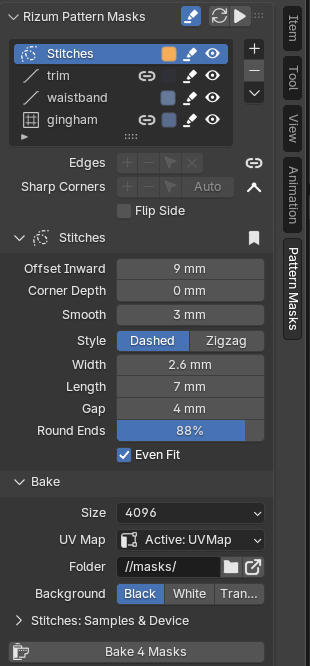 Rizum Pattern Masks
Stitches
trim
waistband
gingham
Edges
Sharp Corners Auto
Flip Side
Stitches
Offset Inward 9 mm
Corner Depth 0 mm
Smooth 3 mm
Style Dashed Zigzag
Width 2.6 mm
Length 7 mm
Gap 4 mm
Round Ends 88%
Even Fit
Bake
Size 4096
UV Map Active: UVMap
Folder //masks/
Background Black White Tran...
Stitches: Samples & Device
Bake 4 Masks
Item
Tool
View
Animation
Pattern Masks